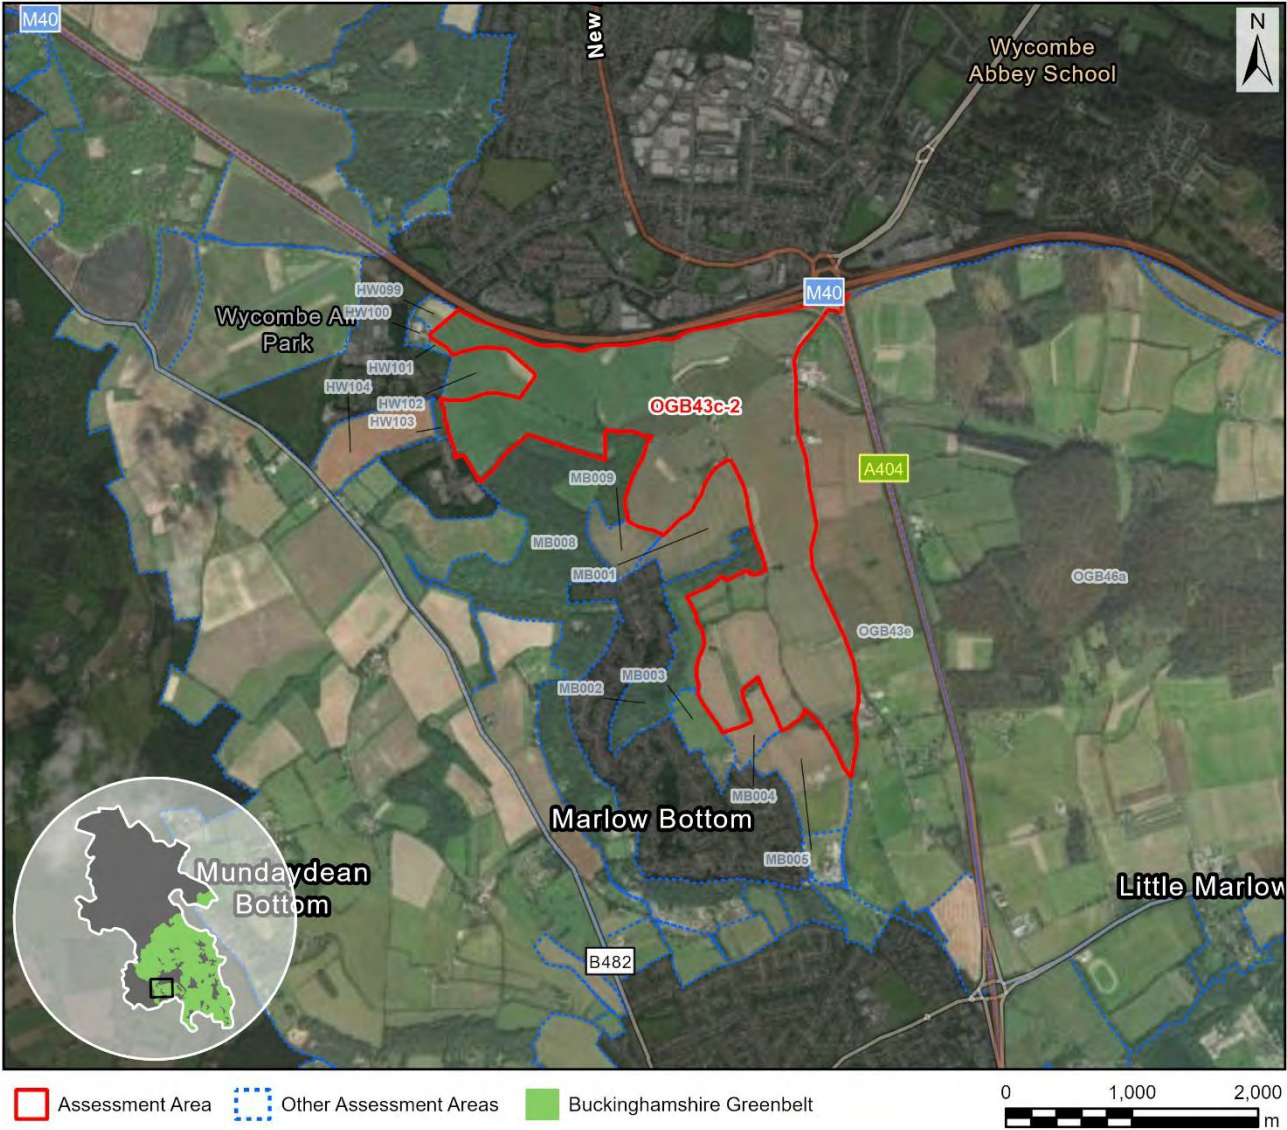 M40
New
Wycombe
Abbey School
N
HW099
HW100
Wycombe Air
Park
M40
HW101
HW104
HW102
HW103
OGB43c-2
A404
MB009
MB008
MB001
OGB46a
OGB43e
MB003
MB002
MB004
Marlow Bottom
MB005
Mundaydean
Bottom
Little Marlow
B482
Assessment Area
Other Assessment Areas
Buckinghamshire Greenbelt
0 1,000 2,000
m